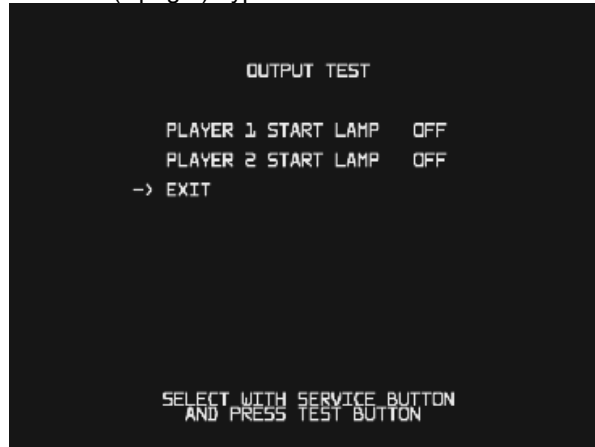 OUTPUT TEST
PLAYER 1 START LAMP OFF
PLAYER 2 START LAMP OFF
-> EXIT
SELECT WITH SERVICE BUTTON
AND PRESS TEST BUTTON